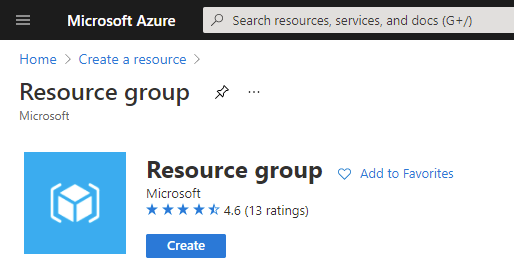 Microsoft Azure
Search resources, services, and docs (G+/)
Home > Create a resource >
Resource group ...
Microsoft
Resource group
Add to Favorites
Microsoft
4.6 (13 ratings)
Create